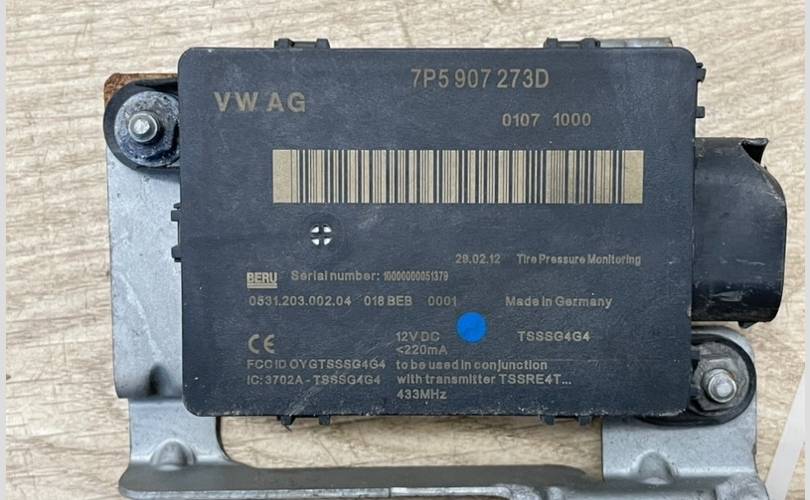 7P5 907 273D
VW AG
0107 1000
29.02.12 Tire Pressure Monitoring
BERU Serial number: 10000000051379
0531.203.002.04 018 BEB 0001 Made in Germany
CE 12V DC TSSSG4G4
<220mA
FCC ID OYGTSSSG4G4 to be used in conjunction
IC: 3702A - TSSSG4G4 with transmitter TSSRE4T...
433MHz